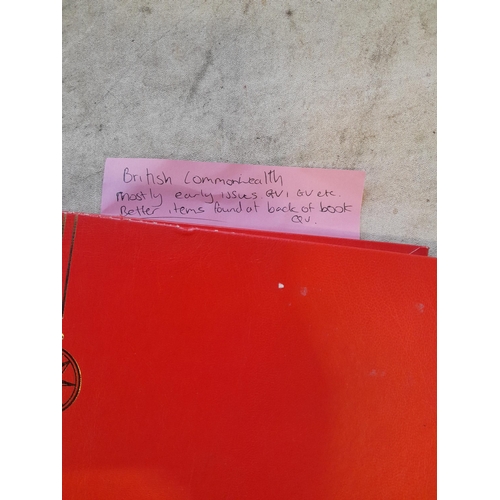 British Commonwealth
mostly early issues QV, GV etc.
Better items found at back of book
QV.